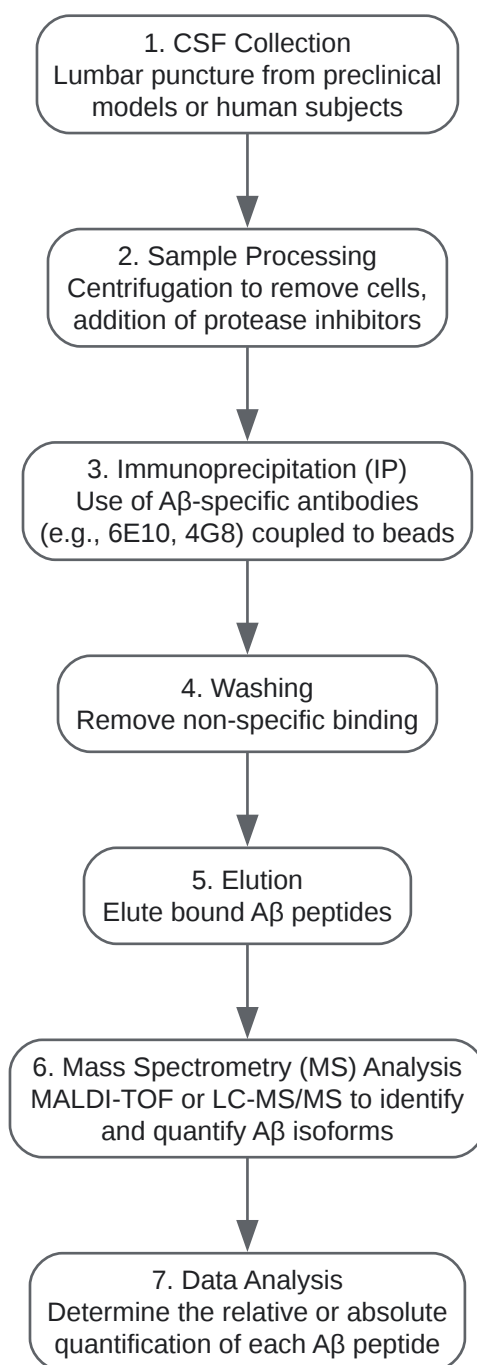 1. CSF Collection
Lumbar puncture from preclinical
models or human subjects
2. Sample Processing
Centrifugation to remove cells,
addition of protease inhibitors
3. Immunoprecipitation (IP)
Use of Aβ-specific antibodies
(e.g., 6E10, 4G8) coupled to beads
4. Washing
Remove non-specific binding
5. Elution
Elute bound Aβ peptides
6. Mass Spectrometry (MS) Analysis
MALDI-TOF or LC-MS/MS to identify
and quantify Aβ isoforms
7. Data Analysis
Determine the relative or absolute
quantification of each Aβ peptide